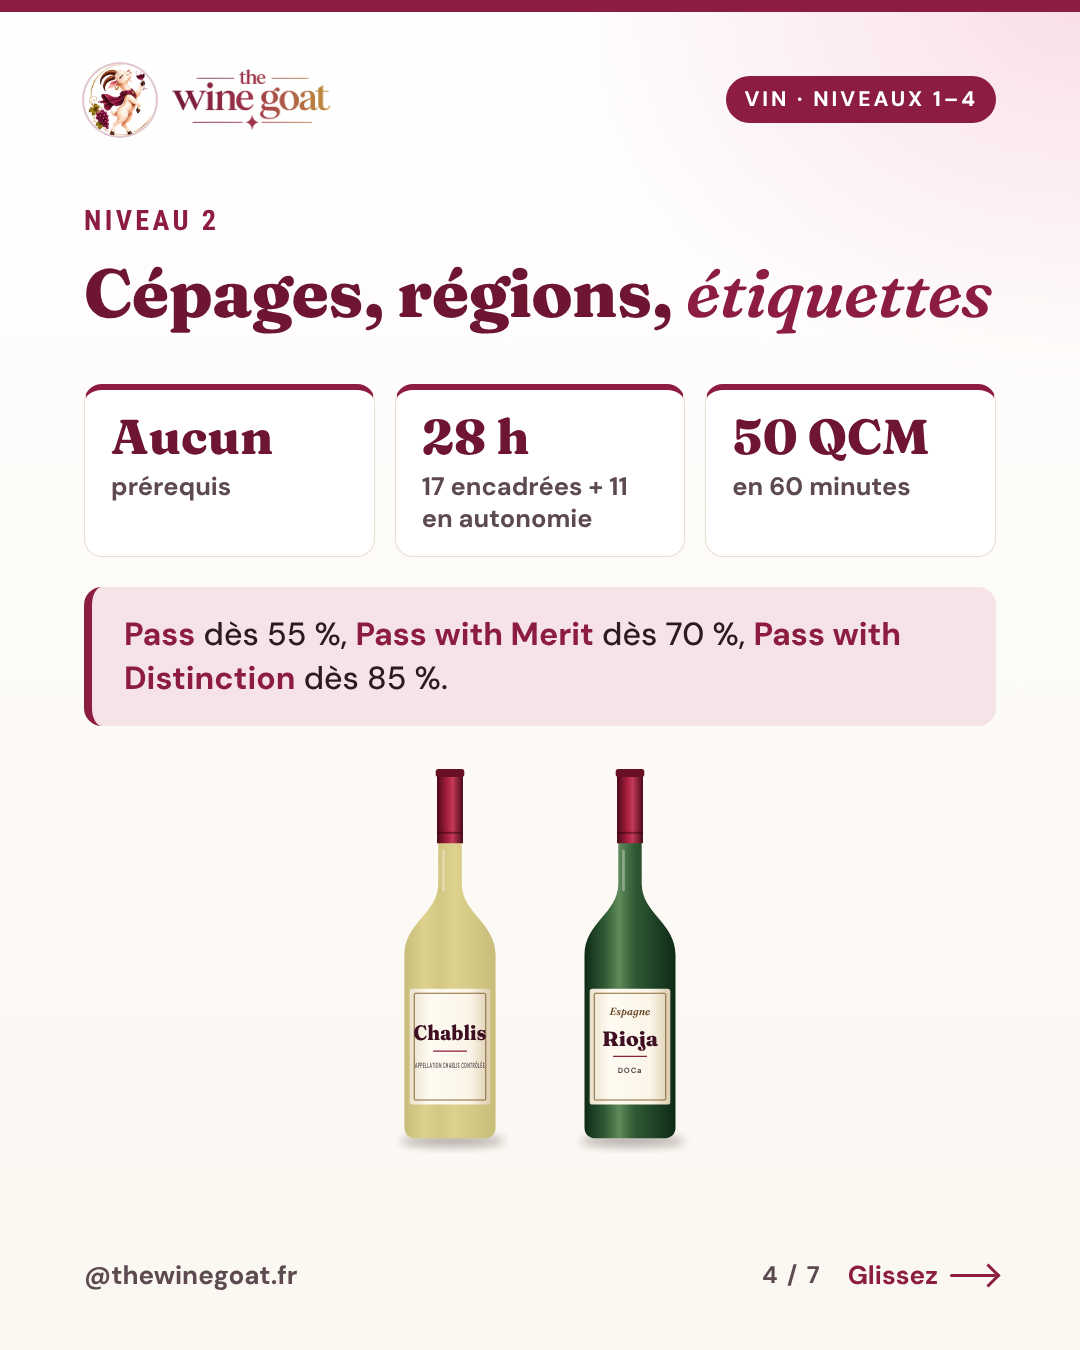 the
wine goat
VIN · NIVEAUX 1–4
NIVEAU 2
Cépages, régions, étiquettes
Aucun
prérequis
28 h
17 encadrées + 11
en autonomie
50 QCM
en 60 minutes
Pass dès 55 %, Pass with Merit dès 70 %, Pass with
Distinction dès 85 %.
Chablis
APPELLATION CHABLIS CONTRÔLÉE
Espagne
Rioja
DOCa
@thewinegoat.fr
4 / 7
Glissez